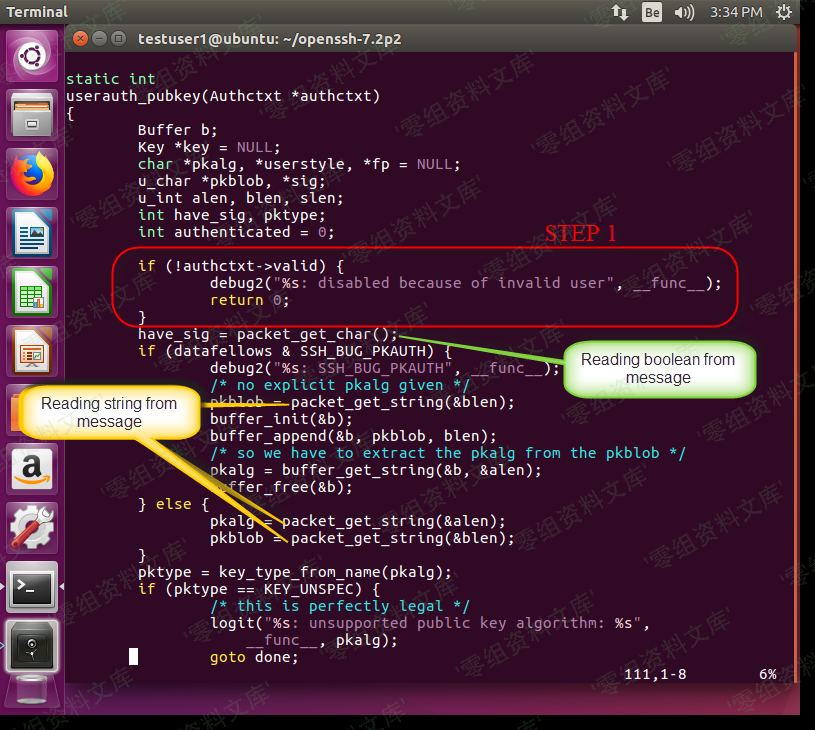 Terminal
Be
3:34 PM
testuser1@ubuntu: ~/openssh-7.2p2
static int
userauth_pubkey(Authctxt *authctxt)
{
Buffer b;
Key *key = NULL;
char *pkalg, *userstyle, *fp = NULL;
u_char *pkblob, *sig;
u_int alen, blen, slen;
int have_sig, pktype;
int authenticated = 0;
STEP 1
if (!authctxt->valid) {
debug2("%s: disabled because of invalid user", __func__);
return 0;
}
have_sig = packet_get_char();
if (datafellows & SSH_BUG_PKAUTH) {
debug2("%s: SSH_BUG_PKAUTH", __func__);
/* no explicit pkalg given */
pkblob = packet_get_string(&blen);
buffer_init(&b);
buffer_append(&b, pkblob, blen);
/* so we have to extract the pkalg from the pkblob */
pkalg = buffer_get_string(&b, &alen);
buffer_free(&b);
} else {
pkalg = packet_get_string(&alen);
pkblob = packet_get_string(&blen);
}
pktype = key_type_from_name(pkalg);
if (pktype == KEY_UNSPEC) {
/* this is perfectly legal */
logit("%s: unsupported public key algorithm: %s",
__func__, pkalg);
goto done;
111,1-8
6%
Reading boolean from
message
Reading string from
message
a
'零组资料文库'